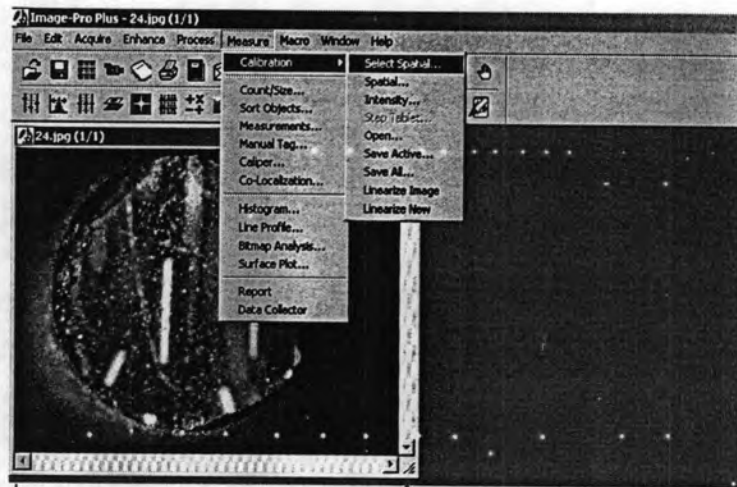 Image-Pro Plus - 24.jpg (1/1)
File Edit Acquire Enhance Process Measure Macro Window Help
Calibration
Select Spatial...
Spatial...
Intensity...
Step Tablet...
Open...
Save Active...
Save All...
Linearize Image
Linearize New
Count/Size...
Sort Objects...
Measurements...
Manual Tag...
Caliper...
Co-Localization...
Histogram...
Line Profile...
Bitmap Analysis...
Surface Plot...
Report
Data Collector
24.jpg (1/1)